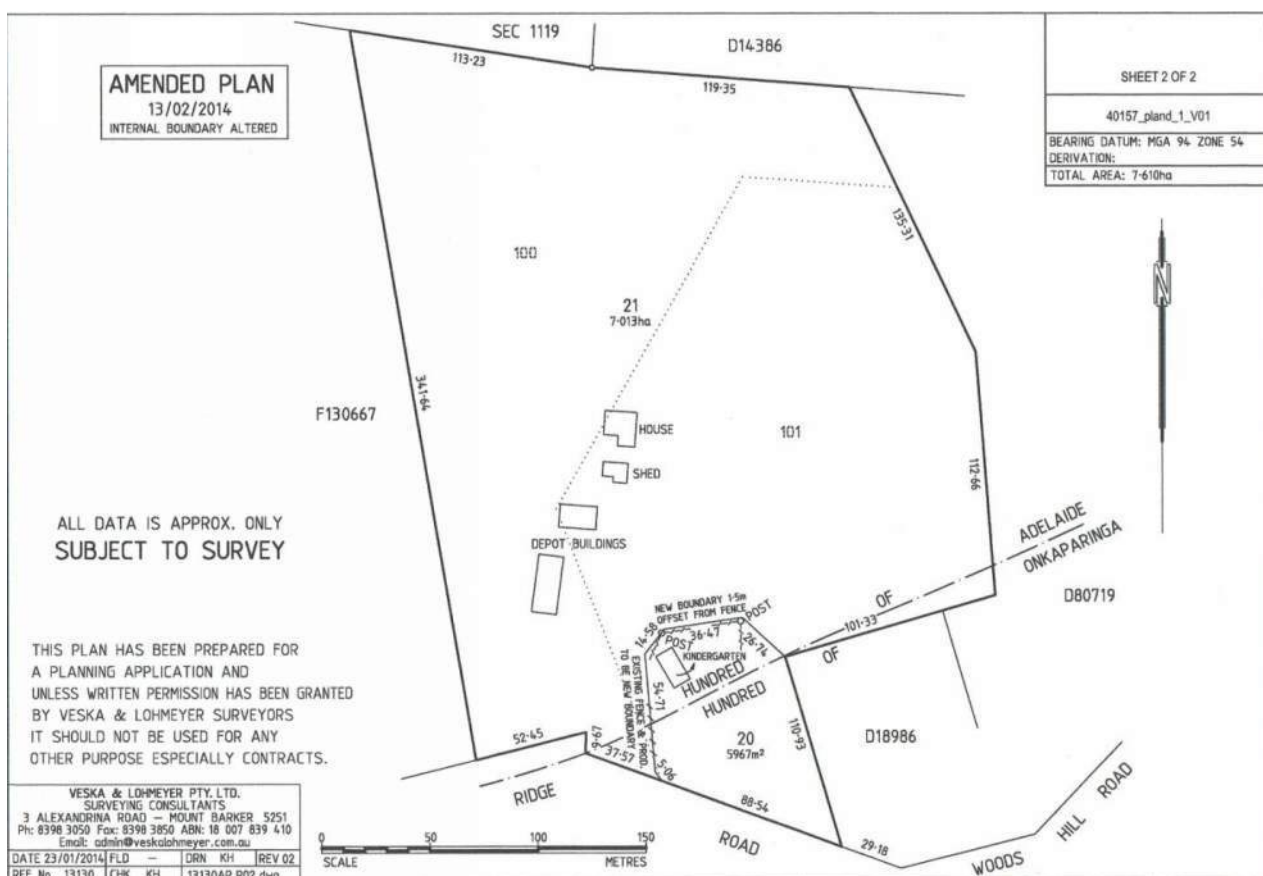 AMENDED PLAN
13/02/2014
INTERNAL BOUNDARY ALTERED
SEC 1119
D14386
113·23
119·35
SHEET 2 OF 2
40157_pland_1_V01
BEARING DATUM: MGA 94 ZONE 54
DERIVATION:
TOTAL AREA: 7·610ha
N
135·31
100
21
7·013ha
341·64
F130667
HOUSE
101
SHED
112·66
DEPOT BUILDINGS
ALL DATA IS APPROX. ONLY
SUBJECT TO SURVEY
ADELAIDE
ONKAPARINGA
OF
OF
HUNDRED
HUNDRED
D80719
101·33
NEW BOUNDARY 1·5m
OFFSET FROM FENCE
POST
14·58
POST
36·47
26·74
KINDERGARTEN
EXISTING FENCE & PROD.
TO BE NEW BOUNDARY
54·71
THIS PLAN HAS BEEN PREPARED FOR
A PLANNING APPLICATION AND
UNLESS WRITTEN PERMISSION HAS BEEN GRANTED
BY VESKA & LOHMEYER SURVEYORS
IT SHOULD NOT BE USED FOR ANY
OTHER PURPOSE ESPECIALLY CONTRACTS.
52·45
9·67
37·57
5·06
20
5967m²
110·93
D18986
88·54
29·18
RIDGE
ROAD
WOODS
HILL
ROAD
VESKA & LOHMEYER PTY. LTD.
SURVEYING CONSULTANTS
3 ALEXANDRINA ROAD – MOUNT BARKER 5251
Ph: 8398 3050 Fax: 8398 3850 ABN: 18 007 839 410
Email: admin@veskalohmeyer.com.au
DATE 23/01/2014 FLD – DRN KH REV 02
REF No. 13130 CHK KH 13130AP R02.dwg
0 50 100 150
SCALE METRES